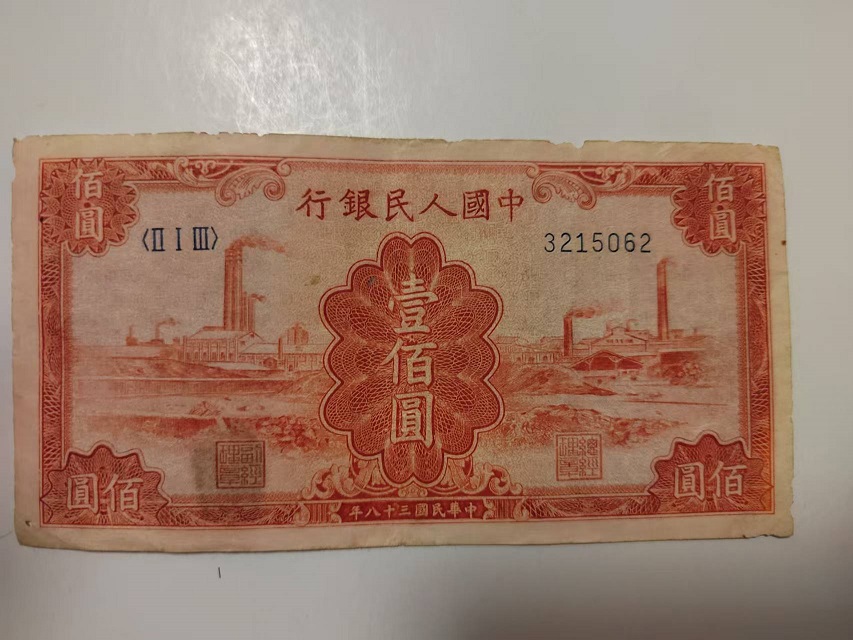 中國人民銀行
佰圓
佰圓
〈Ⅱ Ⅰ Ⅲ〉
3215062
壹佰圓
佰圓
佰圓
中華民國三十八年